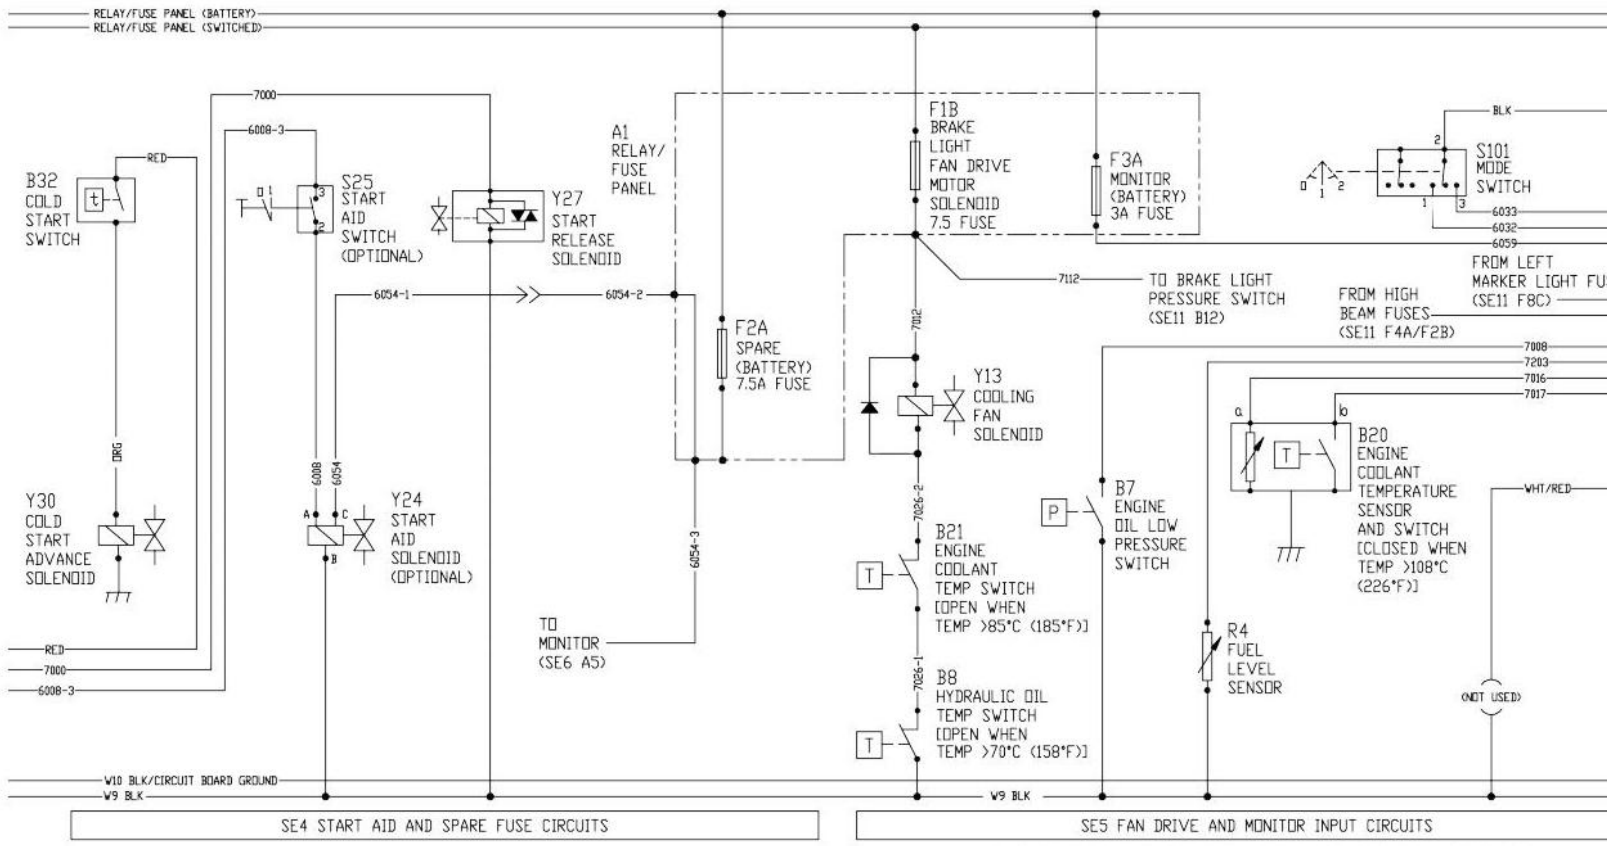 RELAY/FUSE PANEL (BATTERY)
RELAY/FUSE PANEL (SWITCHED)
7000
6008-3
RED
B32
COLD
START
SWITCH
t
0 1
3
2
S25
START
AID
SWITCH
(OPTIONAL)
Y27
START
RELEASE
SOLENOID
A1
RELAY/
FUSE
PANEL
F1B
BRAKE
LIGHT
FAN DRIVE
MOTOR
SOLENOID
7.5 FUSE
F3A
MONITOR
(BATTERY)
3A FUSE
BLK
2
S101
MODE
SWITCH
0
1
2
1
3
6033
6032
6059
FROM LEFT
MARKER LIGHT FU
(SE11 F8C)
FROM HIGH
BEAM FUSES
(SE11 F4A/F2B)
7112
TO BRAKE LIGHT
PRESSURE SWITCH
(SE11 B12)
6054-1
6054-2
F2A
SPARE
(BATTERY)
7.5A FUSE
7012
Y13
COOLING
FAN
SOLENOID
7008
7203
7016
7017
a
b
T
B20
ENGINE
COOLANT
TEMPERATURE
SENSOR
AND SWITCH
[CLOSED WHEN
TEMP >108°C
(226°F)]
ORG
6008
6054
Y30
COLD
START
ADVANCE
SOLENOID
A
C
B
Y24
START
AID
SOLENOID
(OPTIONAL)
6054-3
7026-2
B21
ENGINE
COOLANT
TEMP SWITCH
[OPEN WHEN
TEMP >85°C (185°F)]
T
P
B7
ENGINE
OIL LOW
PRESSURE
SWITCH
WHT/RED
TO
MONITOR
(SE6 A5)
7026-1
B8
HYDRAULIC OIL
TEMP SWITCH
[OPEN WHEN
TEMP >70°C (158°F)]
T
R4
FUEL
LEVEL
SENSOR
(NOT USED)
RED
7000
6008-3
W10 BLK/CIRCUIT BOARD GROUND
W9 BLK
W9 BLK
SE4 START AID AND SPARE FUSE CIRCUITS
SE5 FAN DRIVE AND MONITOR INPUT CIRCUITS